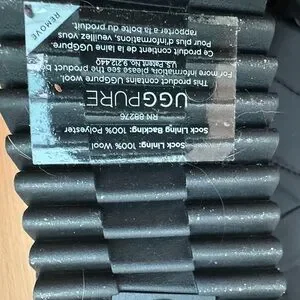 Sock Lining: 100% Wool
Sock Lining Backing: 100% Polyester
RN 88276
UGGPURE
This product contains UGGpure wool.
For more information please see the box
U.S. Patent No 9,212,440
Ce produit contient de la laine UGGpure.
Pour plus d'informations, veuillez vous
rapporter a la boîte du produit.
REMOVE